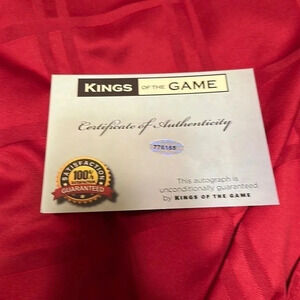 KINGS OF THE GAME
Certificate of Authenticity
SATISFACTION
100%
GUARANTEED
This autograph is
unconditionally guaranteed
by KINGS OF THE GAME